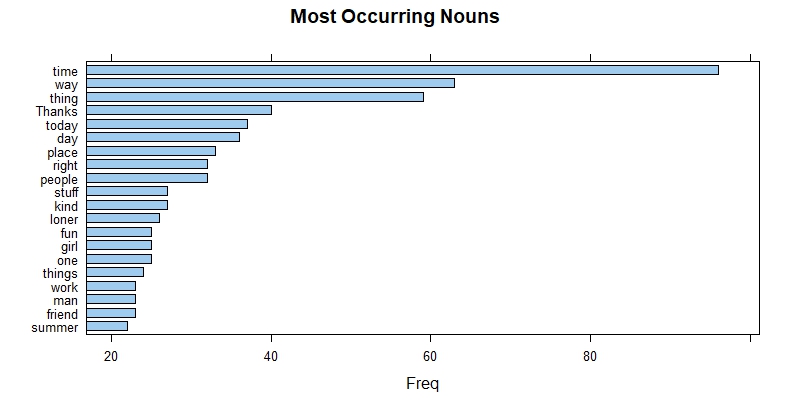 Most Occurring Nouns
time
way
thing
Thanks
today
day
place
right
people
stuff
kind
loner
fun
girl
one
things
work
man
friend
summer
20 40 60 80
Freq